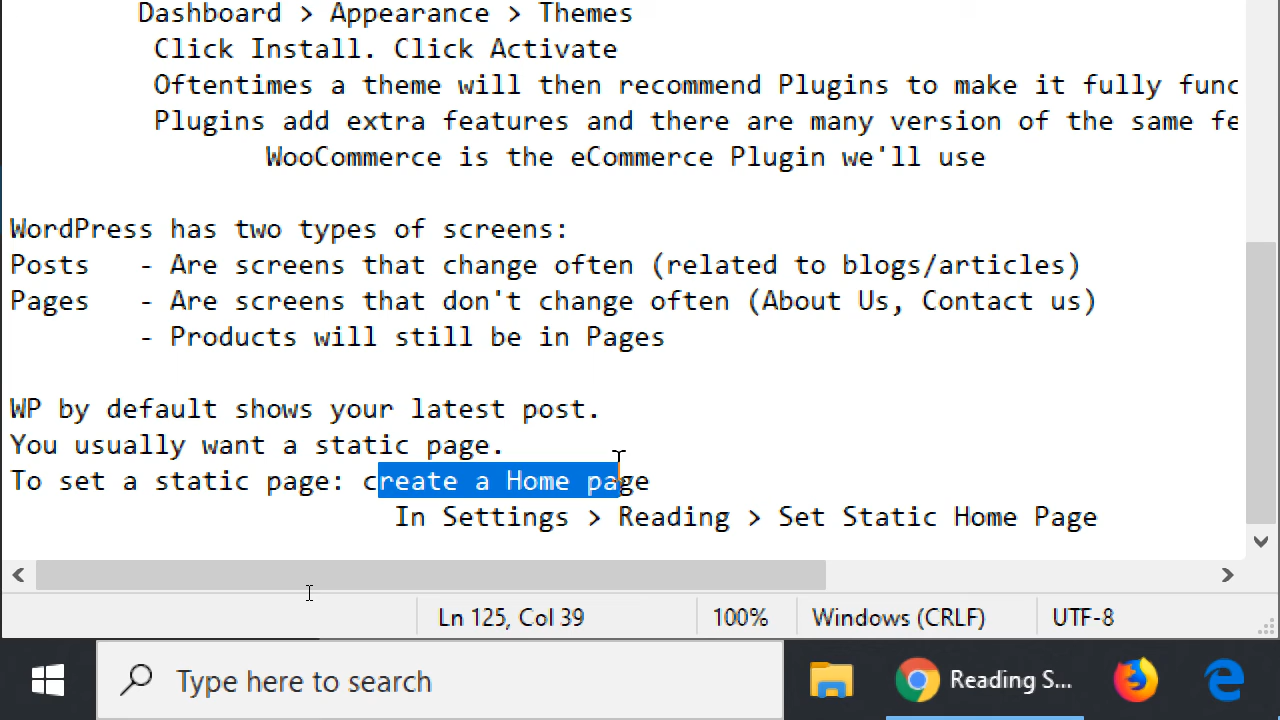 Dashboard > Appearance > Themes
Click Install. Click Activate
Oftentimes a theme will then recommend Plugins to make it fully func
Plugins add extra features and there are many version of the same fe
WooCommerce is the eCommerce Plugin we'll use
WordPress has two types of screens:
Posts - Are screens that change often (related to blogs/articles)
Pages - Are screens that don't change often (About Us, Contact us)
- Products will still be in Pages
WP by default shows your latest post.
You usually want a static page.
To set a static page: create a Home page
In Settings > Reading > Set Static Home Page
Ln 125, Col 39 100% Windows (CRLF) UTF-8
Type here to search Reading S...